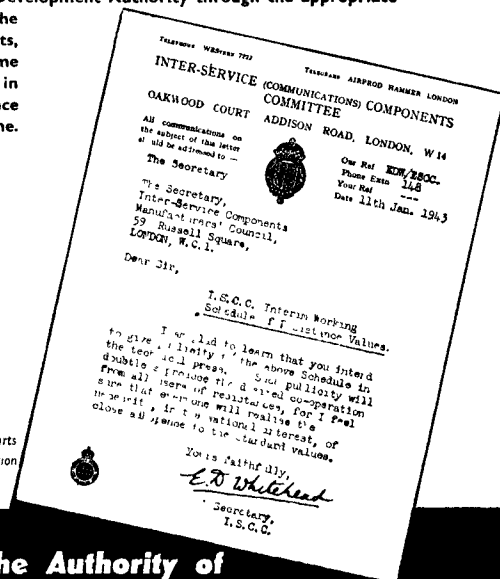 Development Authority through the appropriate
the
ts,
me
in
ce
ne.
TELEPHONE WESTERN 7722
TELEGRAMS AIRPROD HAMMER LONDON
INTER-SERVICE (COMMUNICATIONS) COMPONENTS
COMMITTEE
OAKWOOD COURT ADDISON ROAD, LONDON, W 14
All communications on
the subject of this letter
should be addressed to —
The Secretary
Our Ref EDW/RSOC.
Phone Extn 148
Your Ref ---
Date 11th Jan. 1943
The Secretary,
Inter-Service Components
Manufacturers' Council,
59 Russell Square,
LONDON, W.C.1.
Dear Sir,
I.S.C.C. Interim Working
Schedule of Resistance Values.
I am glad to learn that you intend
to give publicity to the above Schedule in
the technical press. Such publicity will
doubtless produce the desired co-operation
from all users of resistances, for I feel
sure that everyone will realise the
benefit, in the national interest, of
close adherence to the standard values.
Yours faithfully,
E.D Whitehead
Secretary,
I.S.C.C.
rts
ion
he Authority of